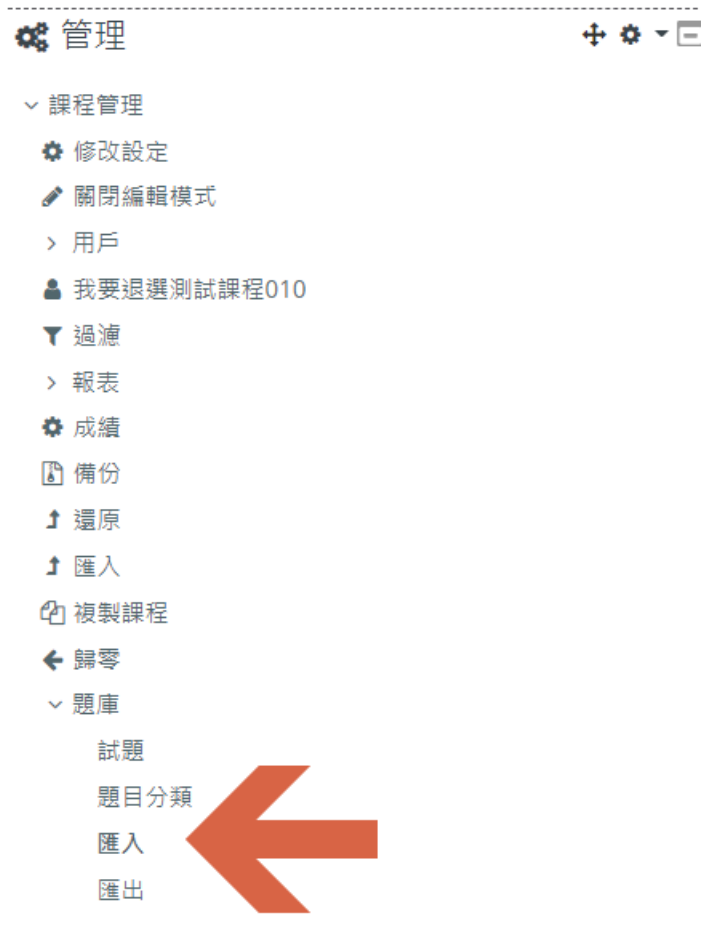 管理
課程管理
修改設定
關閉編輯模式
用戶
我要退選測試課程010
過濾
報表
成績
備份
還原
匯入
複製課程
歸零
題庫
試題
題目分類
匯入
匯出